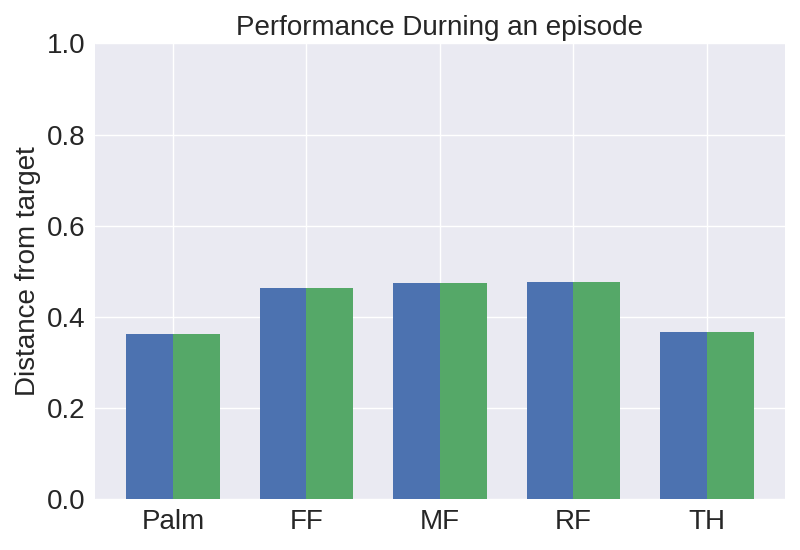 Performance Durning an episode
Distance from target
1.0
0.8
0.6
0.4
0.2
0.0
Palm FF MF RF TH